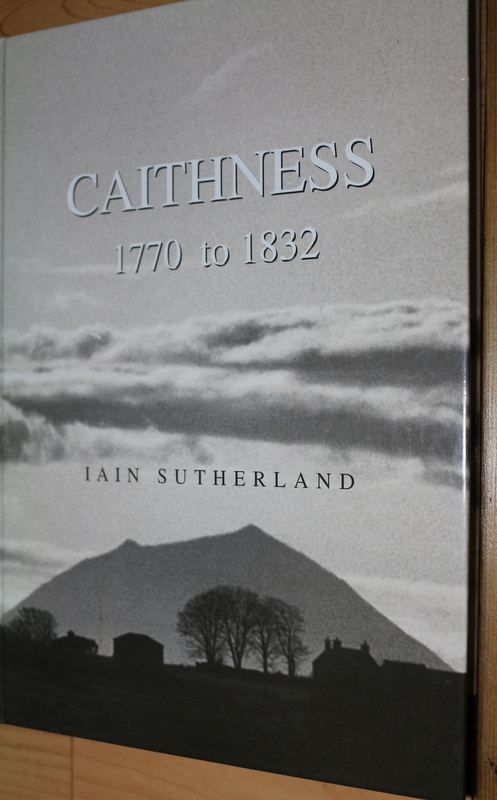 CAITHNESS
1770 to 1832
IAIN SUTHERLAND